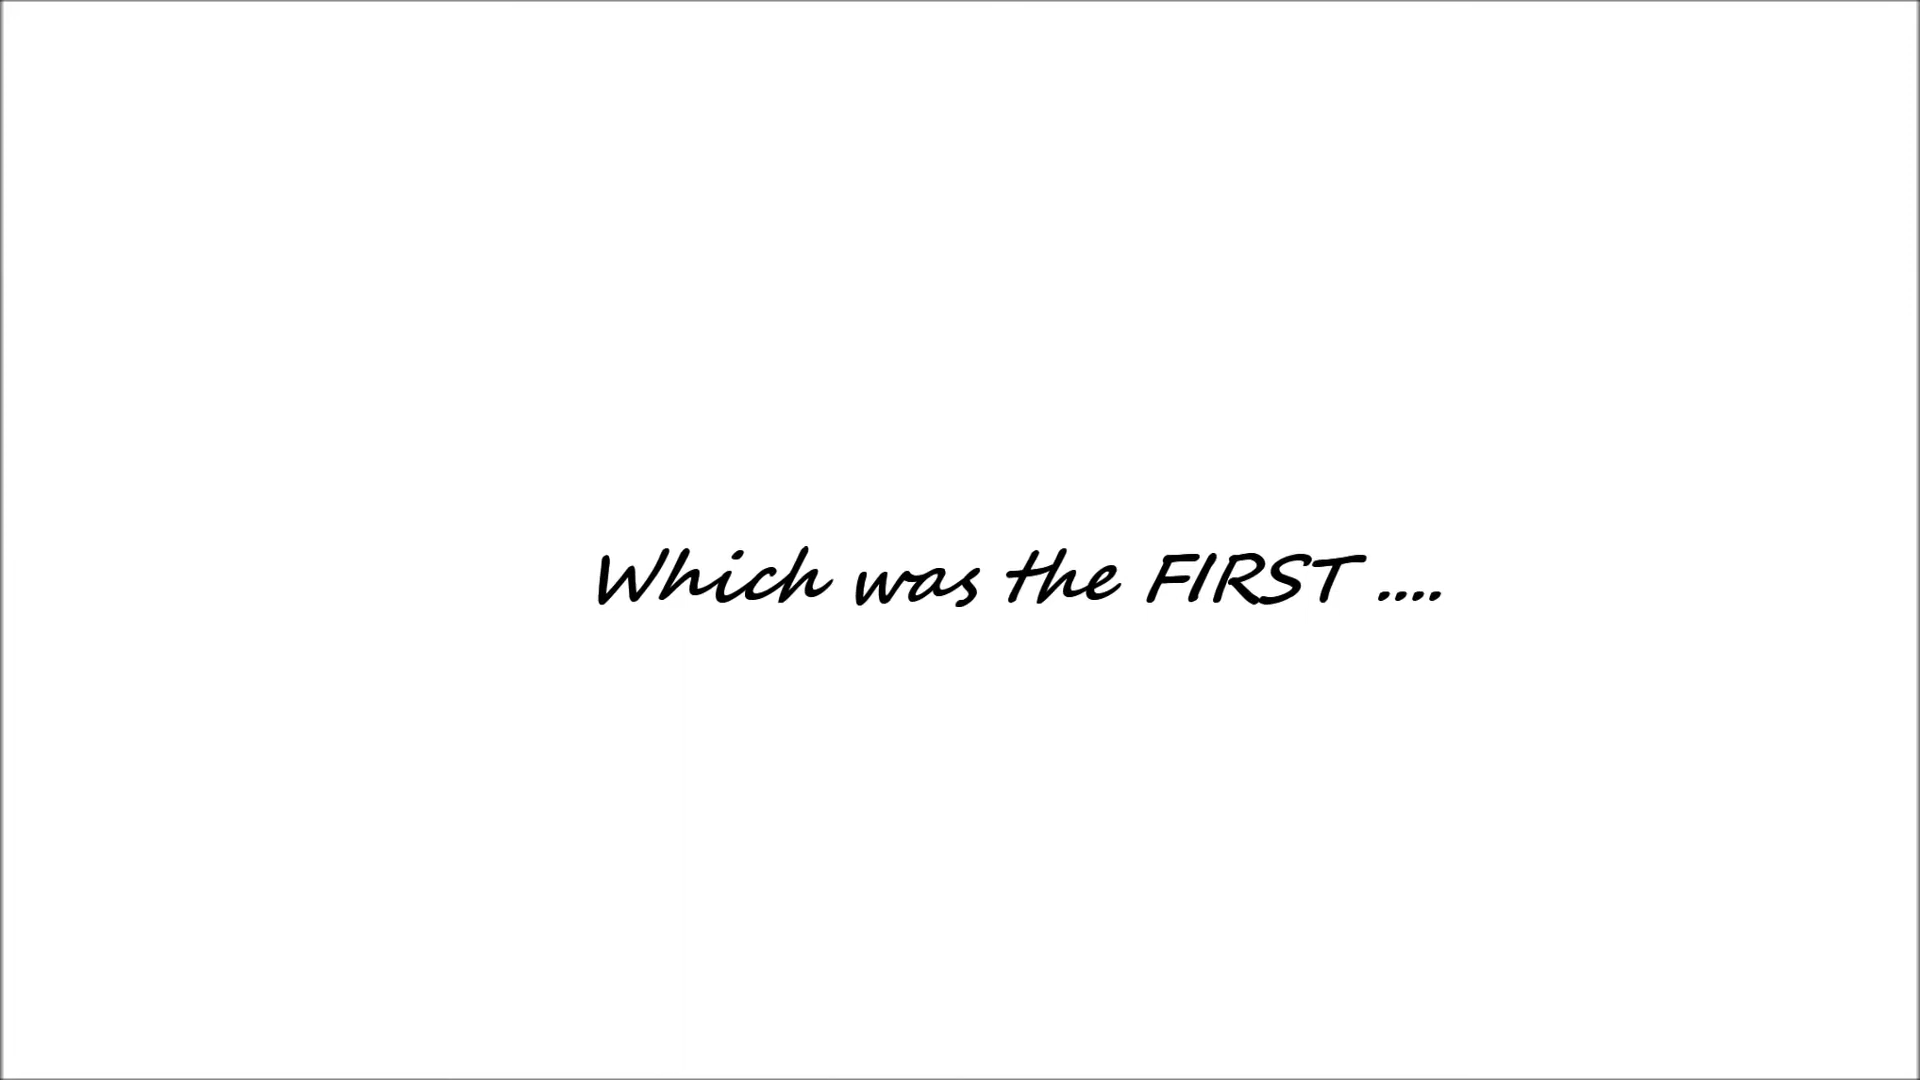 Which was the FIRST ....